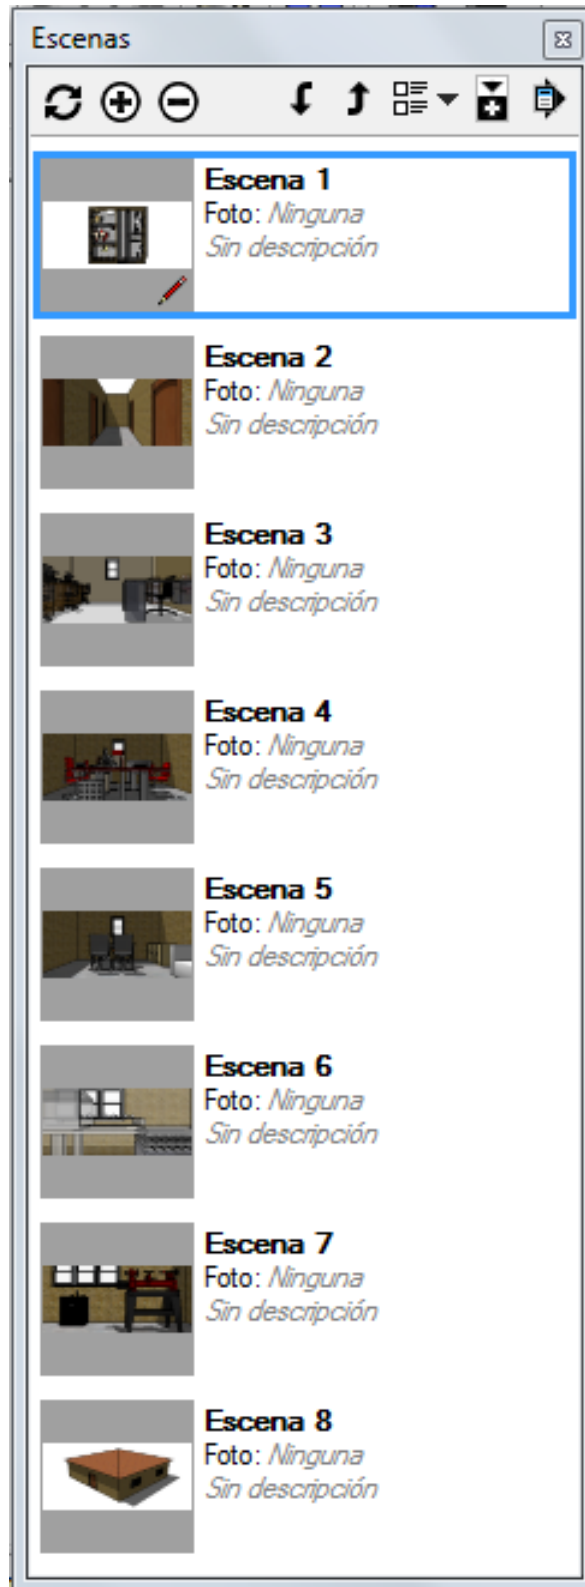 Escenas
Escena 1
Foto: Ninguna
Sin descripción
Escena 2
Foto: Ninguna
Sin descripción
Escena 3
Foto: Ninguna
Sin descripción
Escena 4
Foto: Ninguna
Sin descripción
Escena 5
Foto: Ninguna
Sin descripción
Escena 6
Foto: Ninguna
Sin descripción
Escena 7
Foto: Ninguna
Sin descripción
Escena 8
Foto: Ninguna
Sin descripción